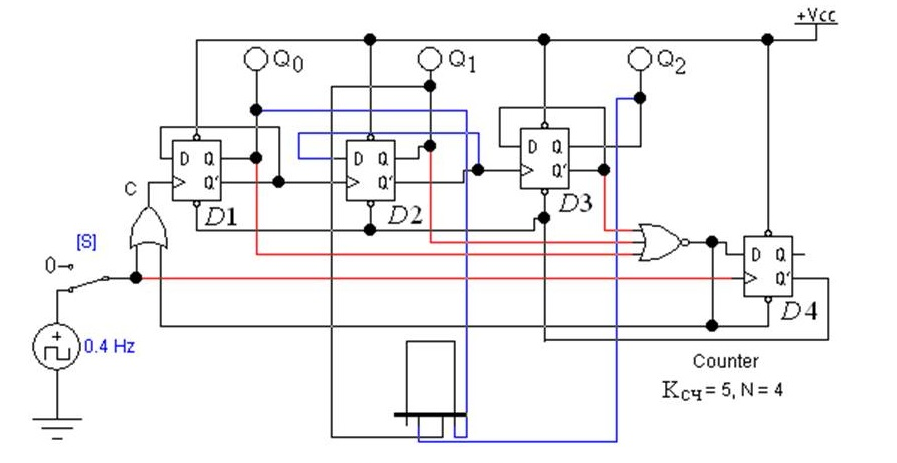 +Vcc
Q0
Q1
Q2
D Q
Q'
D1
D Q
Q'
D2
D Q
Q'
D3
C
[S]
0
D Q
Q'
D4
+
0.4 Hz
Counter
Kсч = 5, N = 4